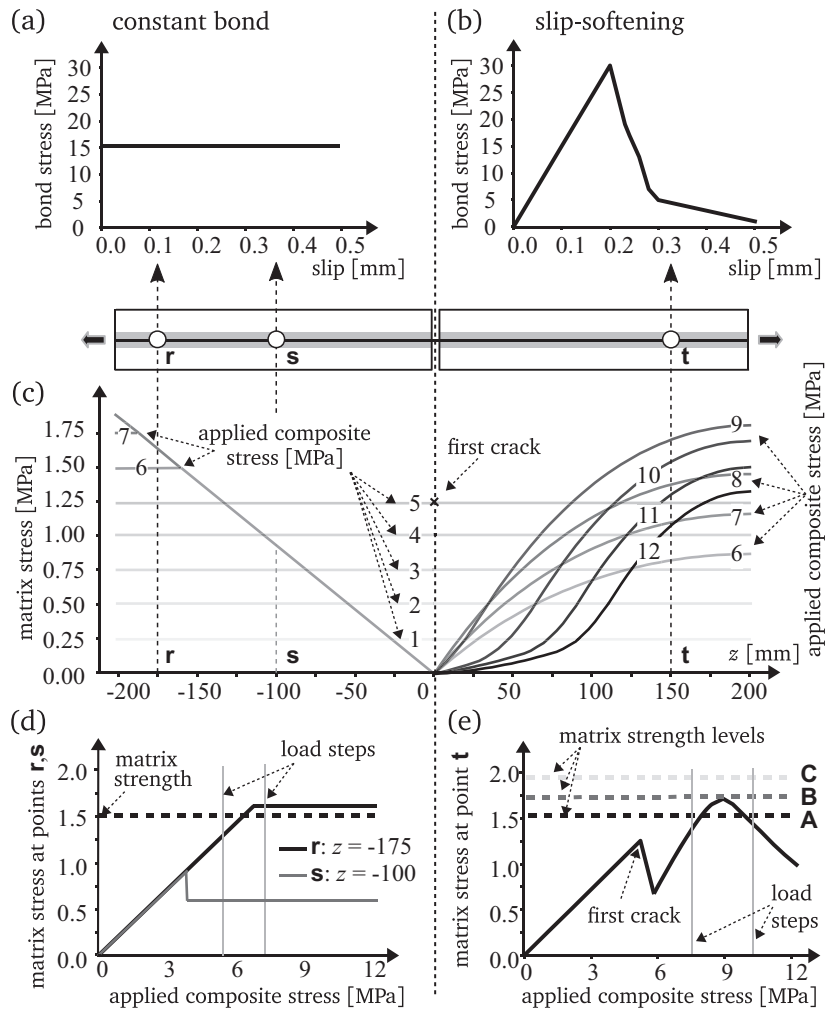 (a) constant bond
bond stress [MPa]
30
25
20
15
10
5
0
0.0 0.1 0.2 0.3 0.4 0.5
slip [mm]
(b) slip-softening
bond stress [MPa]
30
25
20
15
10
5
0
0.0 0.1 0.2 0.3 0.4 0.5
slip [mm]
r s t
(c)
matrix stress [MPa]
1.75
1.50
1.25
1.00
0.75
0.50
0.25
0.00
7
6
applied composite
stress [MPa]
first crack
5
4
3
2
1
9
10
8
11
7
12
6
applied composite stress [MPa]
r s t z [mm]
-200 -150 -100 -50 0 50 100 150 200
(d)
matrix stress at points r,s
matrix
strength
load steps
2.0
1.5
1.0
0.5
0.0
r: z = -175
s: z = -100
0 3 6 9 12
applied composite stress [MPa]
(e)
matrix stress at point t
matrix strength levels
2.0
1.5
1.0
0.5
0.0
C
B
A
first crack
load
steps
0 3 6 9 12
applied composite stress [MPa]